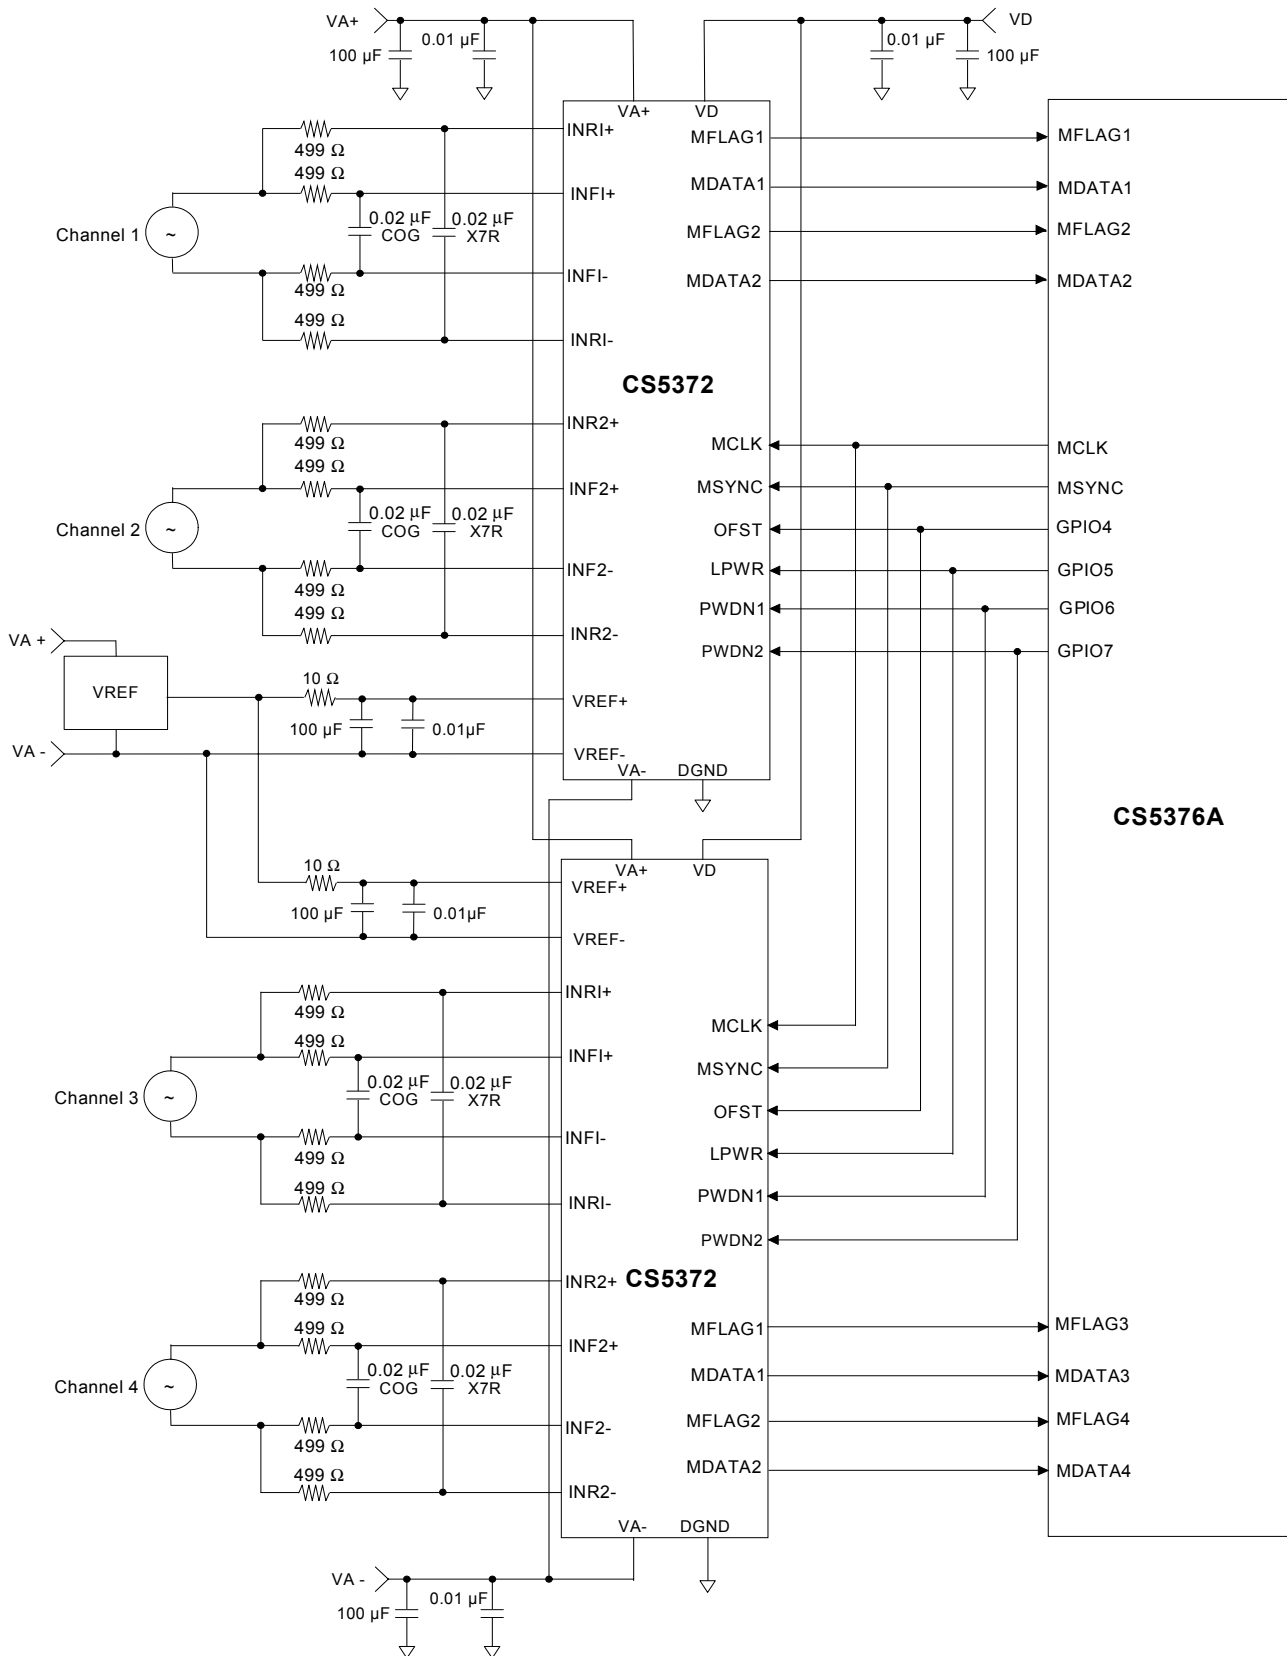 VA+
100 µF
0.01 µF
VD
0.01 µF
100 µF
VA+
VD
INRI+
499 Ω
499 Ω
INFI+
Channel 1
~
0.02 µF
COG
0.02 µF
X7R
INFI-
499 Ω
499 Ω
INRI-
MFLAG1
MDATA1
MFLAG2
MDATA2
MFLAG1
MDATA1
MFLAG2
MDATA2
CS5372
INR2+
499 Ω
499 Ω
INF2+
Channel 2
~
0.02 µF
COG
0.02 µF
X7R
INF2-
499 Ω
499 Ω
INR2-
MCLK
MSYNC
OFST
LPWR
PWDN1
PWDN2
MCLK
MSYNC
GPIO4
GPIO5
GPIO6
GPIO7
VA +
VREF
VA -
10 Ω
VREF+
100 µF
0.01µF
VREF-
VA-
DGND
CS5376A
VA+
VD
10 Ω
VREF+
100 µF
0.01µF
VREF-
INRI+
499 Ω
499 Ω
INFI+
Channel 3
~
0.02 µF
COG
0.02 µF
X7R
INFI-
499 Ω
499 Ω
INRI-
MCLK
MSYNC
OFST
LPWR
PWDN1
PWDN2
CS5372
INR2+
499 Ω
499 Ω
INF2+
Channel 4
~
0.02 µF
COG
0.02 µF
X7R
INF2-
499 Ω
499 Ω
INR2-
MFLAG1
MDATA1
MFLAG2
MDATA2
MFLAG3
MDATA3
MFLAG4
MDATA4
VA-
DGND
VA -
100 µF
0.01 µF